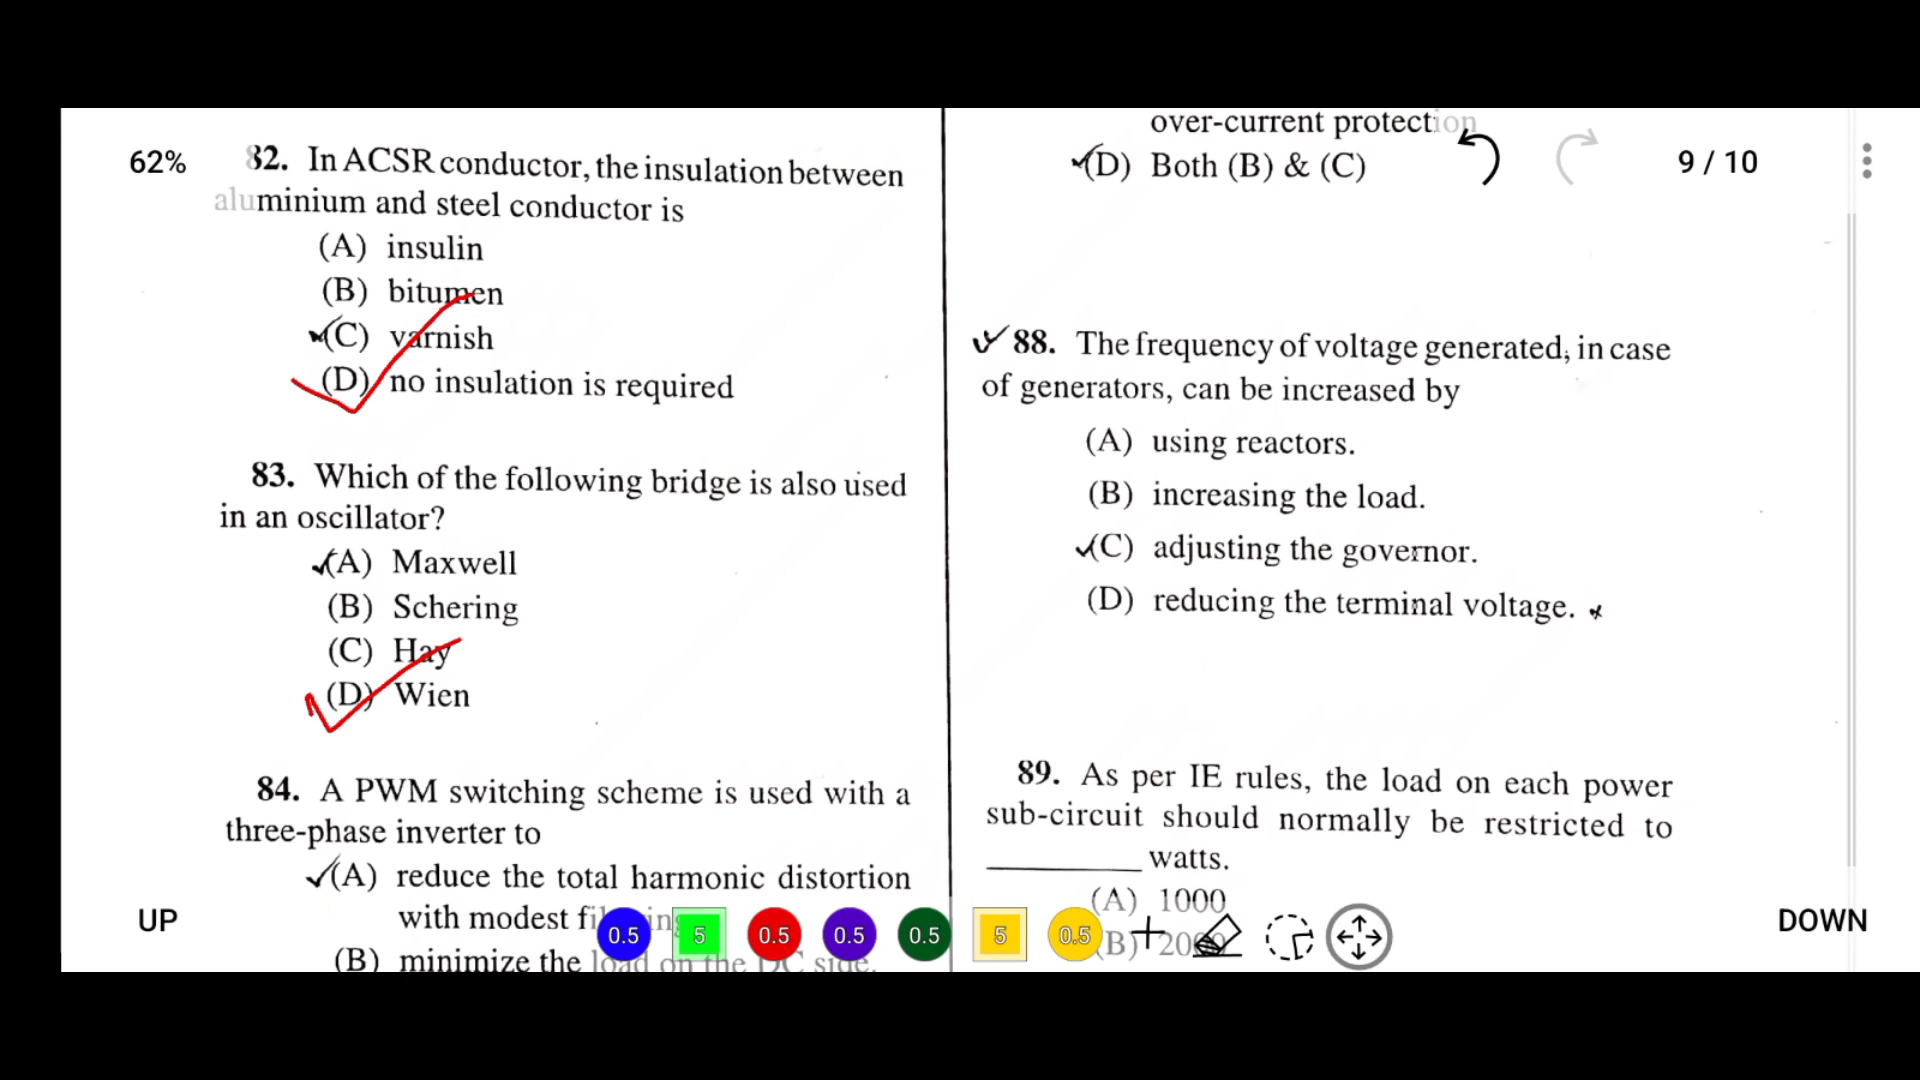 62%
82. In ACSR conductor, the insulation between
aluminium and steel conductor is
(A) insulin
(B) bitumen
(C) varnish
(D) no insulation is required
83. Which of the following bridge is also used
in an oscillator?
(A) Maxwell
(B) Schering
(C) Hay
(D) Wien
84. A PWM switching scheme is used with a
three-phase inverter to
(A) reduce the total harmonic distortion
with modest filtering
(B) minimize the load on the DC side.
over-current protection
(D) Both (B) & (C)
9 / 10
88. The frequency of voltage generated, in case
of generators, can be increased by
(A) using reactors.
(B) increasing the load.
(C) adjusting the governor.
(D) reducing the terminal voltage.
89. As per IE rules, the load on each power
sub-circuit should normally be restricted to
__________ watts.
(A) 1000
(B)
UP
0.5 5 0.5 0.5 0.5 5 0.5
DOWN